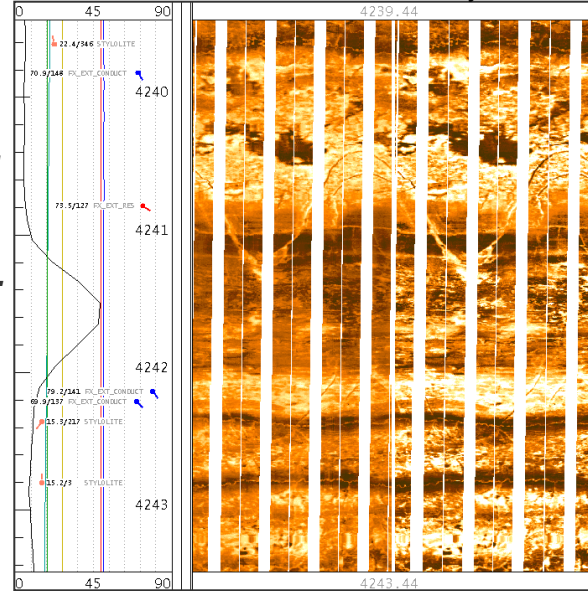 0 45 90 4239.44
22.4/346 STYLOLITE
70.9/148 FX_EXT_CONDUCT
4240
73.5/127 FX_EXT_RES
4241
4242
79.2/141 FX_EXT_CONDUCT
69.9/137 FX_EXT_CONDUCT
15.3/217 STYLOLITE
15.2/3 STYLOLITE
4243
0 45 90 4243.44